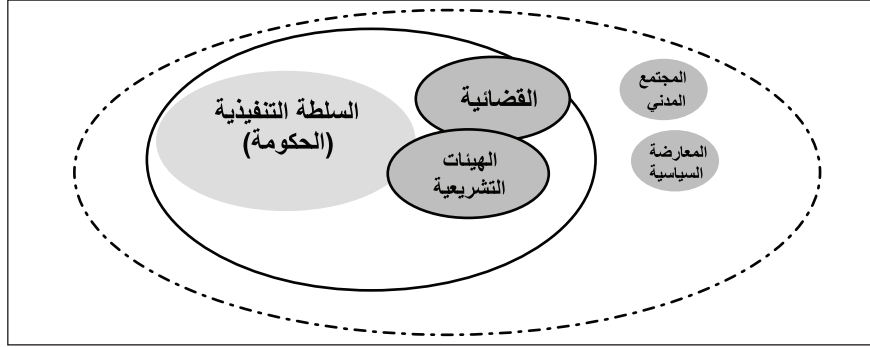 المجتمع
المدني
القضائية
السلطة التنفيذية
(الحكومة)
المعارضة
السياسية
الهيئات
التشريعية